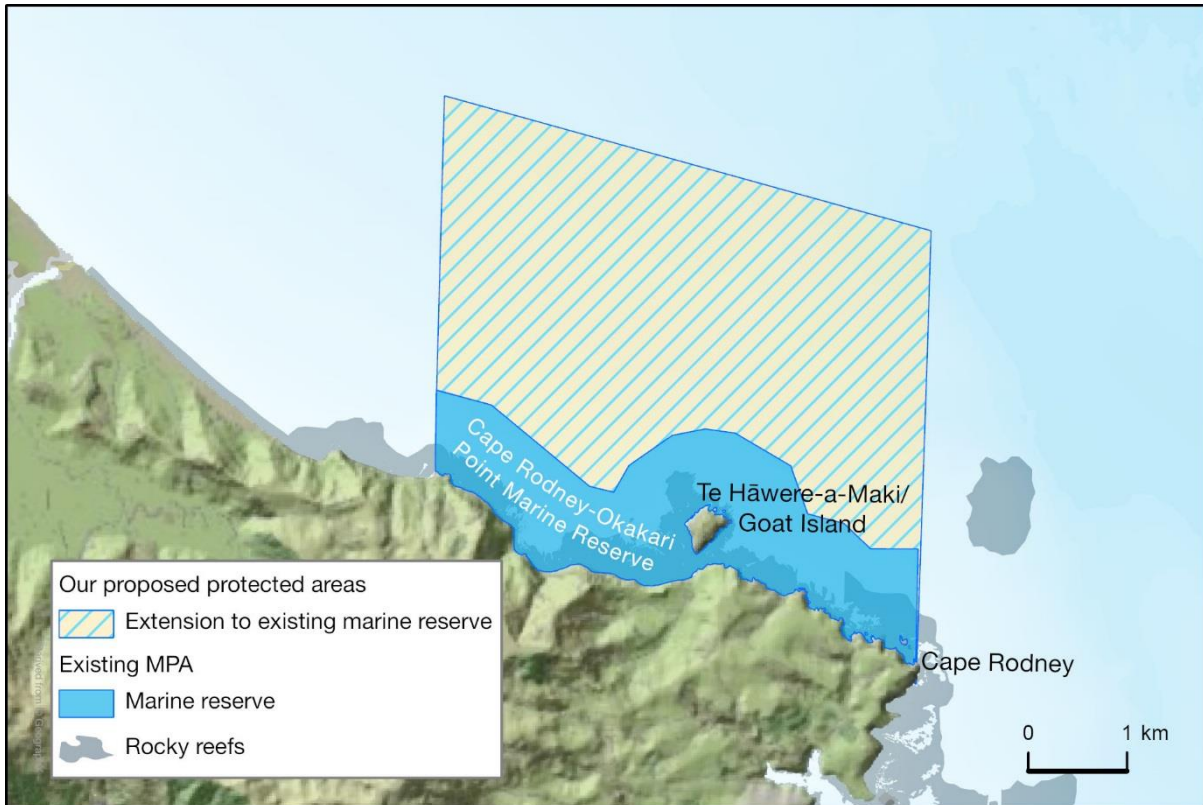 Cape Rodney-Okakari
Point Marine Reserve
Te Hāwere-a-Maki/
Goat Island
Cape Rodney
Our proposed protected areas
Extension to existing marine reserve
Existing MPA
Marine reserve
Rocky reefs
0 1 km